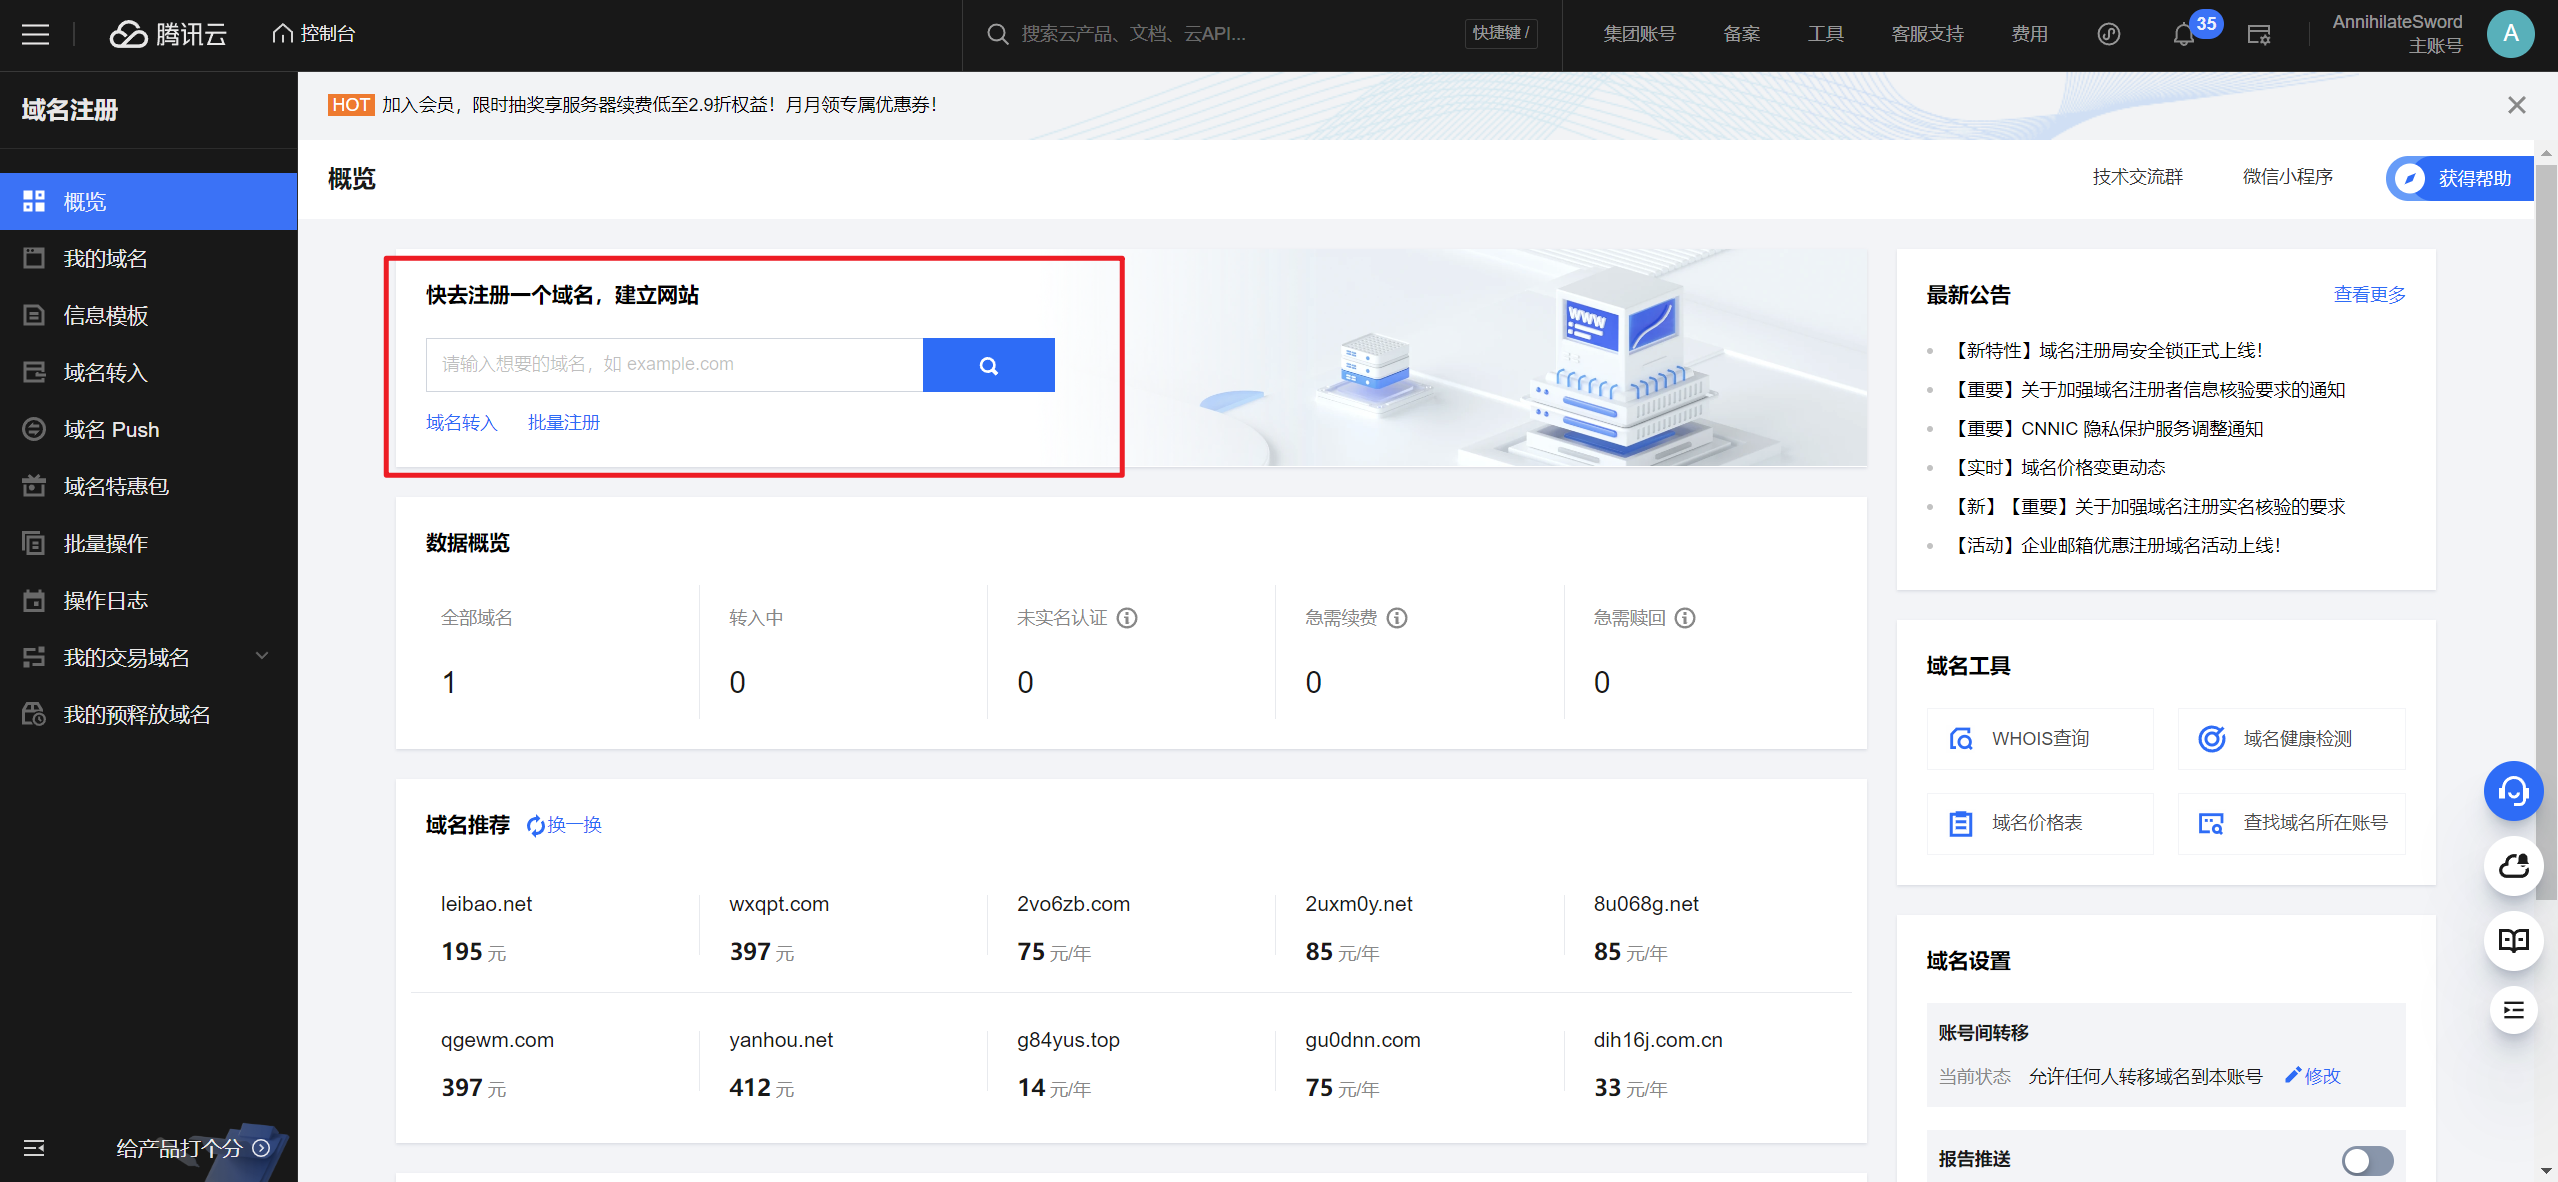 腾讯云
控制台
搜索云产品、文档、云API...
快捷键 /
集团账号
备案
工具
客服支持
费用
35
AnnihilateSword
主账号
A
域名注册
概览
我的域名
信息模板
域名转入
域名 Push
域名特惠包
批量操作
操作日志
我的交易域名
我的预释放域名
给产品打个分
HOT 加入会员，限时抽奖享服务器续费低至2.9折权益！月月领专属优惠券！
概览
技术交流群
微信小程序
获得帮助
快去注册一个域名，建立网站
请输入想要的域名，如 example.com
域名转入
批量注册
WWW
数据概览
全部域名
转入中
未实名认证
急需续费
急需赎回
1
0
0
0
0
域名推荐
换一换
leibao.net
wxqpt.com
2vo6zb.com
2uxm0y.net
8u068g.net
195 元
397 元
75 元/年
85 元/年
85 元/年
qgewm.com
yanhou.net
g84yus.top
gu0dnn.com
dih16j.com.cn
397 元
412 元
14 元/年
75 元/年
33 元/年
最新公告
查看更多
【新特性】域名注册局安全锁正式上线！
【重要】关于加强域名注册者信息核验要求的通知
【重要】CNNIC 隐私保护服务调整通知
【实时】域名价格变更动态
【新】【重要】关于加强域名注册实名核验的要求
【活动】企业邮箱优惠注册域名活动上线！
域名工具
WHOIS查询
域名健康检测
域名价格表
查找域名所在账号
域名设置
账号间转移
当前状态 允许任何人转移域名到本账号 修改
报告推送